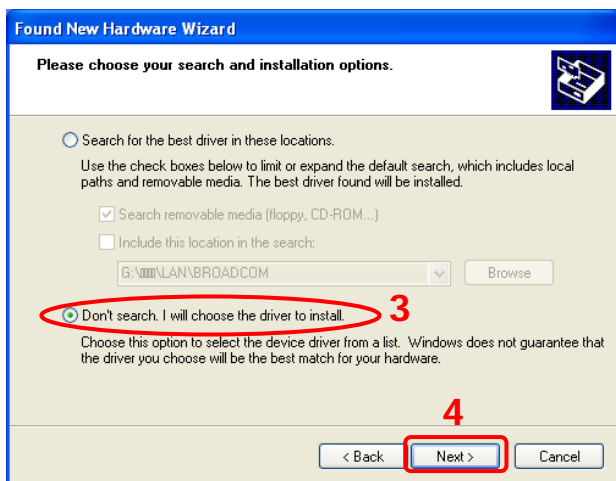 Found New Hardware Wizard
Please choose your search and installation options.
Search for the best driver in these locations.
Use the check boxes below to limit or expand the default search, which includes local
paths and removable media. The best driver found will be installed.
Search removable media (floppy, CD-ROM...)
Include this location in the search:
\LAN\BROADCOM
Browse
Don't search. I will choose the driver to install.
3
Choose this option to select the device driver from a list. Windows does not guarantee that
the driver you choose will be the best match for your hardware.
4
< Back
Next >
Cancel